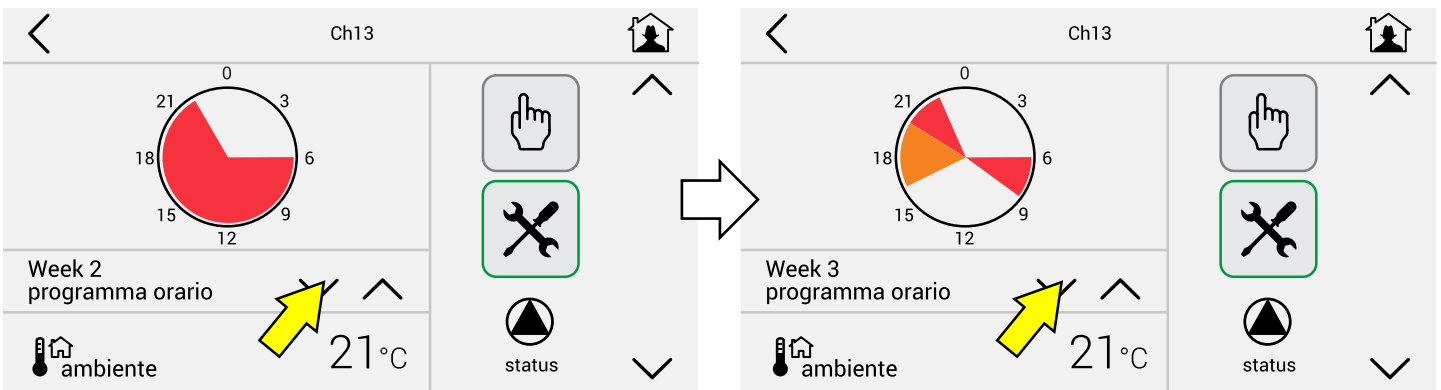 Ch13
0
21 3
18 6
15 9
12
Week 2
programma orario
ambiente
21°C
status
Ch13
0
21 3
18 6
15 9
12
Week 3
programma orario
ambiente
21°C
status